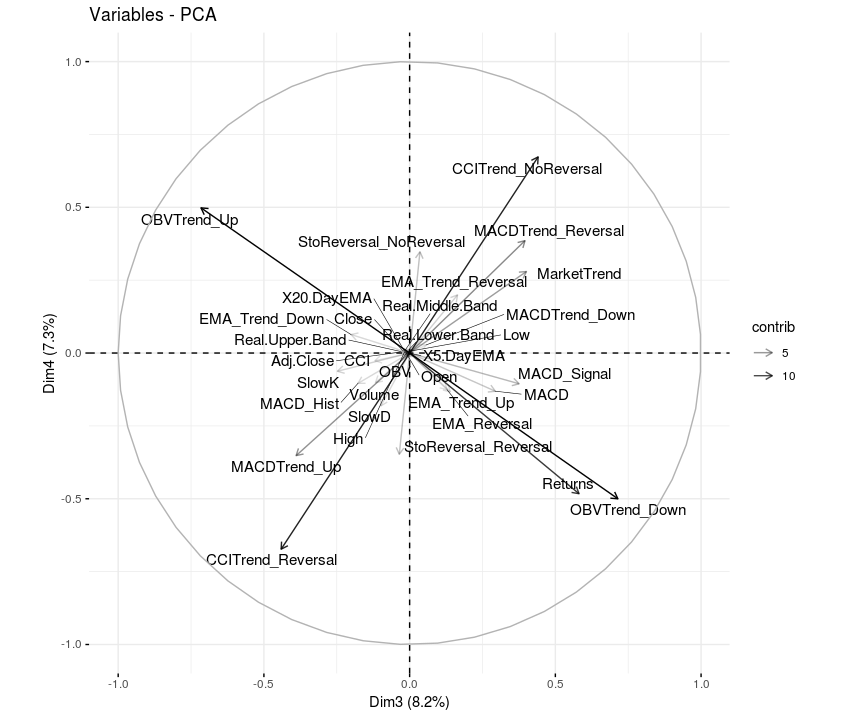 Variables - PCA
1.0
CCITrend_NoReversal
0.5
OBVTrend_Up
MACDTrend_Reversal
StoReversal_NoReversal
MarketTrend
EMA_Trend_Reversal
X20.DayEMA
Real.Middle.Band
EMA_Trend_Down
Close
MACDTrend_Down
Real.Upper.Band
Real.Lower.Band
Low
0.0
Adj.Close
CCI
X5.DayEMA
OBV
Open
MACD_Signal
SlowK
Volume
MACD
MACD_Hist
EMA_Trend_Up
SlowD
EMA_Reversal
High
StoReversal_Reversal
MACDTrend_Up
Returns
-0.5
OBVTrend_Down
CCITrend_Reversal
-1.0
-1.0
-0.5
0.0
0.5
1.0
Dim3 (8.2%)
Dim4 (7.3%)
contrib
5
10